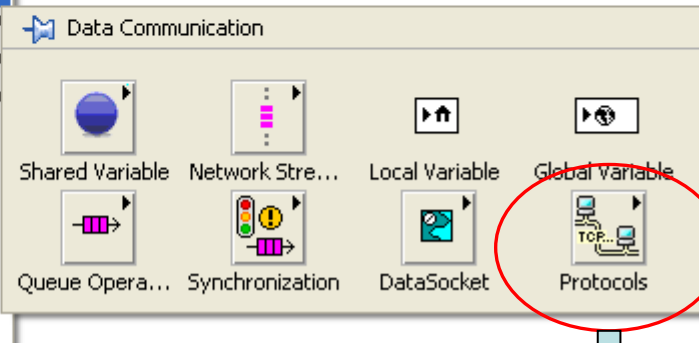 Data Communication
Shared Variable Network Stre... Local Variable Global Variable
TCP...
Queue Opera... Synchronization DataSocket Protocols